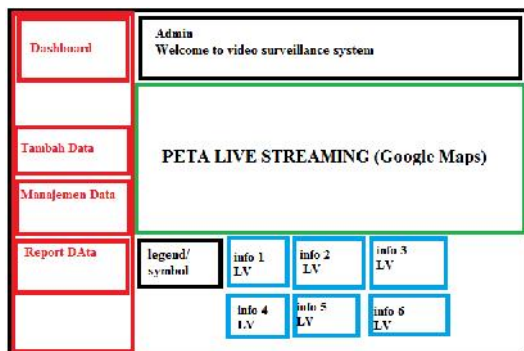 Dashboard
Tambah Data
Manajemen Data
Report DAta
Admin
Welcome to video surveillance system
PETA LIVE STREAMING (Google Maps)
legend/
symbol
info 1
LV
info 2
LV
info 3
LV
info 4
LV
info 5
LV
info 6
LV